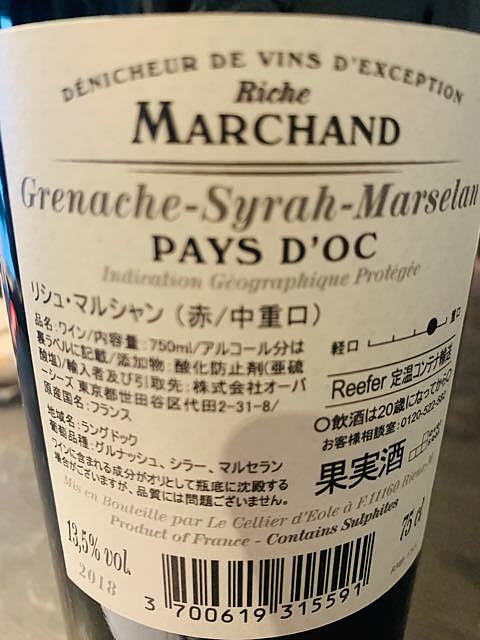 DÉNICHEUR DE VINS D'EXCEPTION
Riche
MARCHAND
Grenache-Syrah-Marselan
PAYS D'OC
Indication Géographique Protégée
リシュ・マルシャン(赤/中重口)
品名:ワイン/内容量:750ml/アルコール分は
裏ラベルに記載/添加物:酸化防止剤(亜硫
酸塩)/輸入者及び引取先:株式会社オーバ
ーシーズ 東京都世田谷区代田2-31-8/
原産国名:フランス
地域名:ラングドック
葡萄品種:グルナッシュ、シラー、マルセラン
ワインに含まれる成分がオリとして瓶底に沈殿する
場合がございますが、品質には問題ございません。
軽口 重口
Reefer 定温コンテナ輸送
〇飲酒は20歳になってから〇
お客様相談室:0120-522-582
果実酒
Mis en Bouteille par Le Cellier d'Eole à F.11160
Product of France - Contains Sulphites
13,5% vol.
75 cl
2018
3 700619 315591